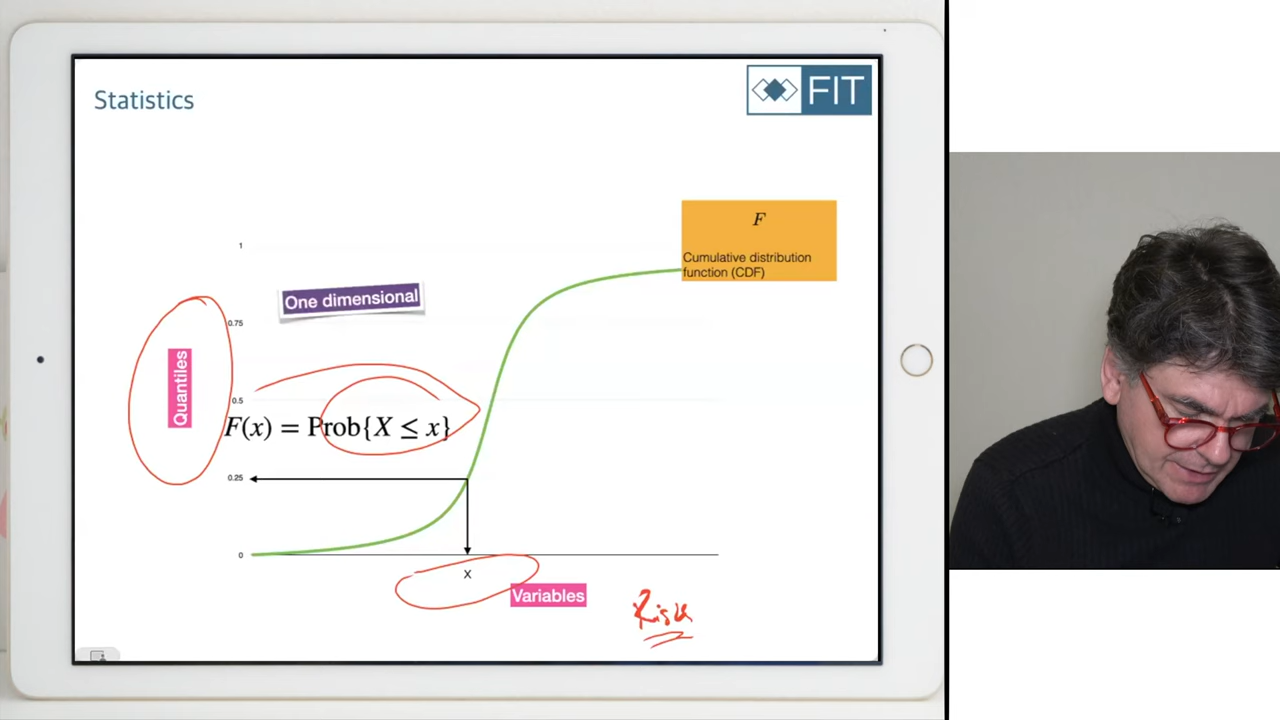 Statistics
FIT
F
Cumulative distribution
function (CDF)
1
One dimensional
0.75
Quantiles
0.5
F(x) = Prob{X ≤ x}
0.25
0
x
Variables
Risk